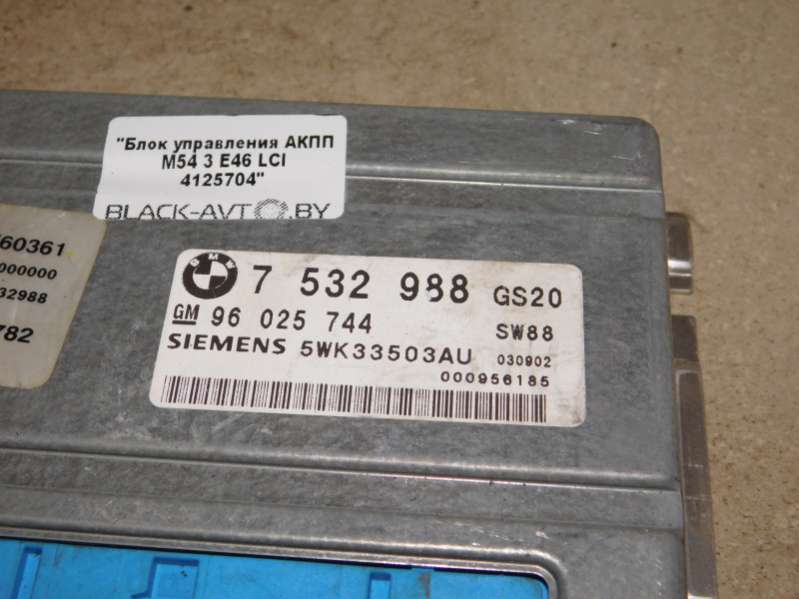 "Блок управления АКПП
M54 3 E46 LCI
4125704"
BLACK-AVTO.BY
60361
000000
32988
782
BMW 7 532 988 GS20
GM 96 025 744 SW88
SIEMENS 5WK33503AU 030902
000956185